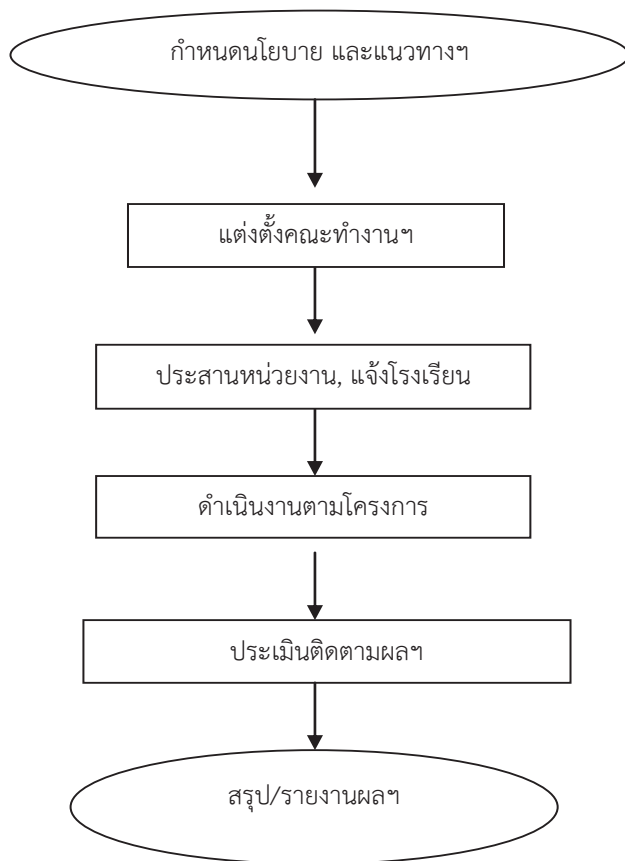 กำหนดนโยบาย และแนวทางฯ
แต่งตั้งคณะทำงานฯ
ประสานหน่วยงาน, แจ้งโรงเรียน
ดำเนินงานตามโครงการ
ประเมินติดตามผลฯ
สรุป/รายงานผลฯ